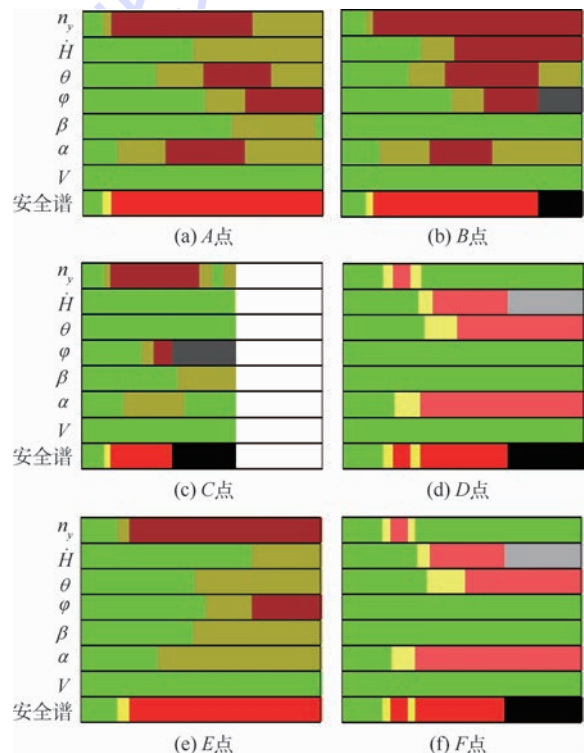 n_y
Ḣ
θ
φ
β
α
V
安全谱
(a) A点
(b) B点
n_y
Ḣ
θ
φ
β
α
V
安全谱
(c) C点
(d) D点
n_y
Ḣ
θ
φ
β
α
V
安全谱
(e) E点
(f) F点